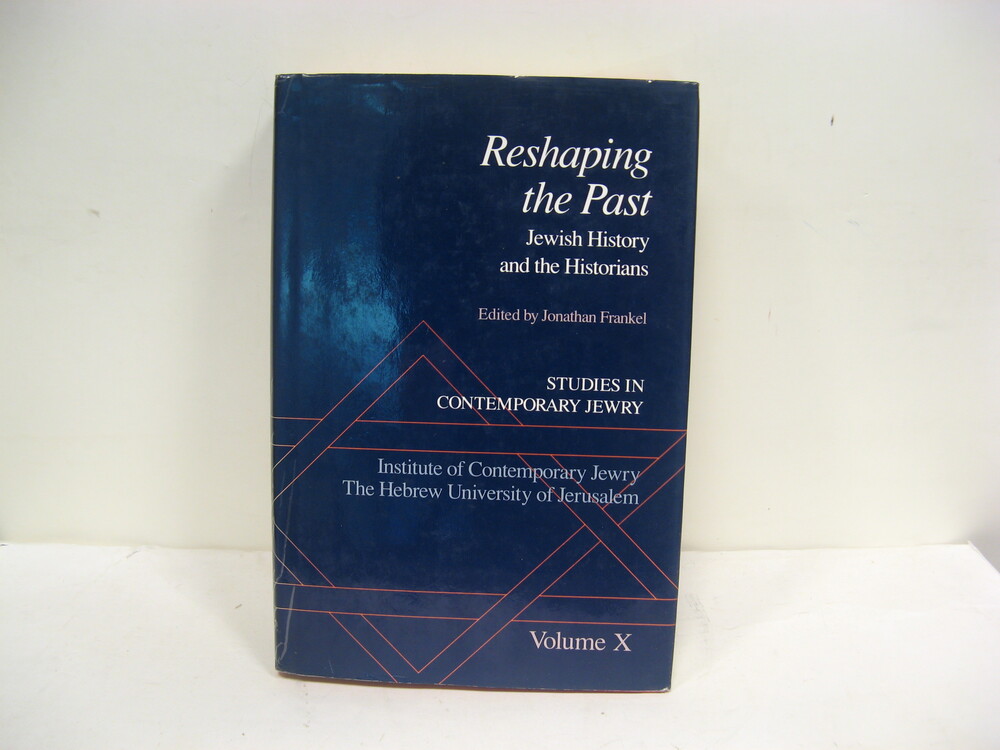 Reshaping
the Past
Jewish History
and the Historians
Edited by Jonathan Frankel
STUDIES IN
CONTEMPORARY JEWRY
Institute of Contemporary Jewry
The Hebrew University of Jerusalem
Volume X